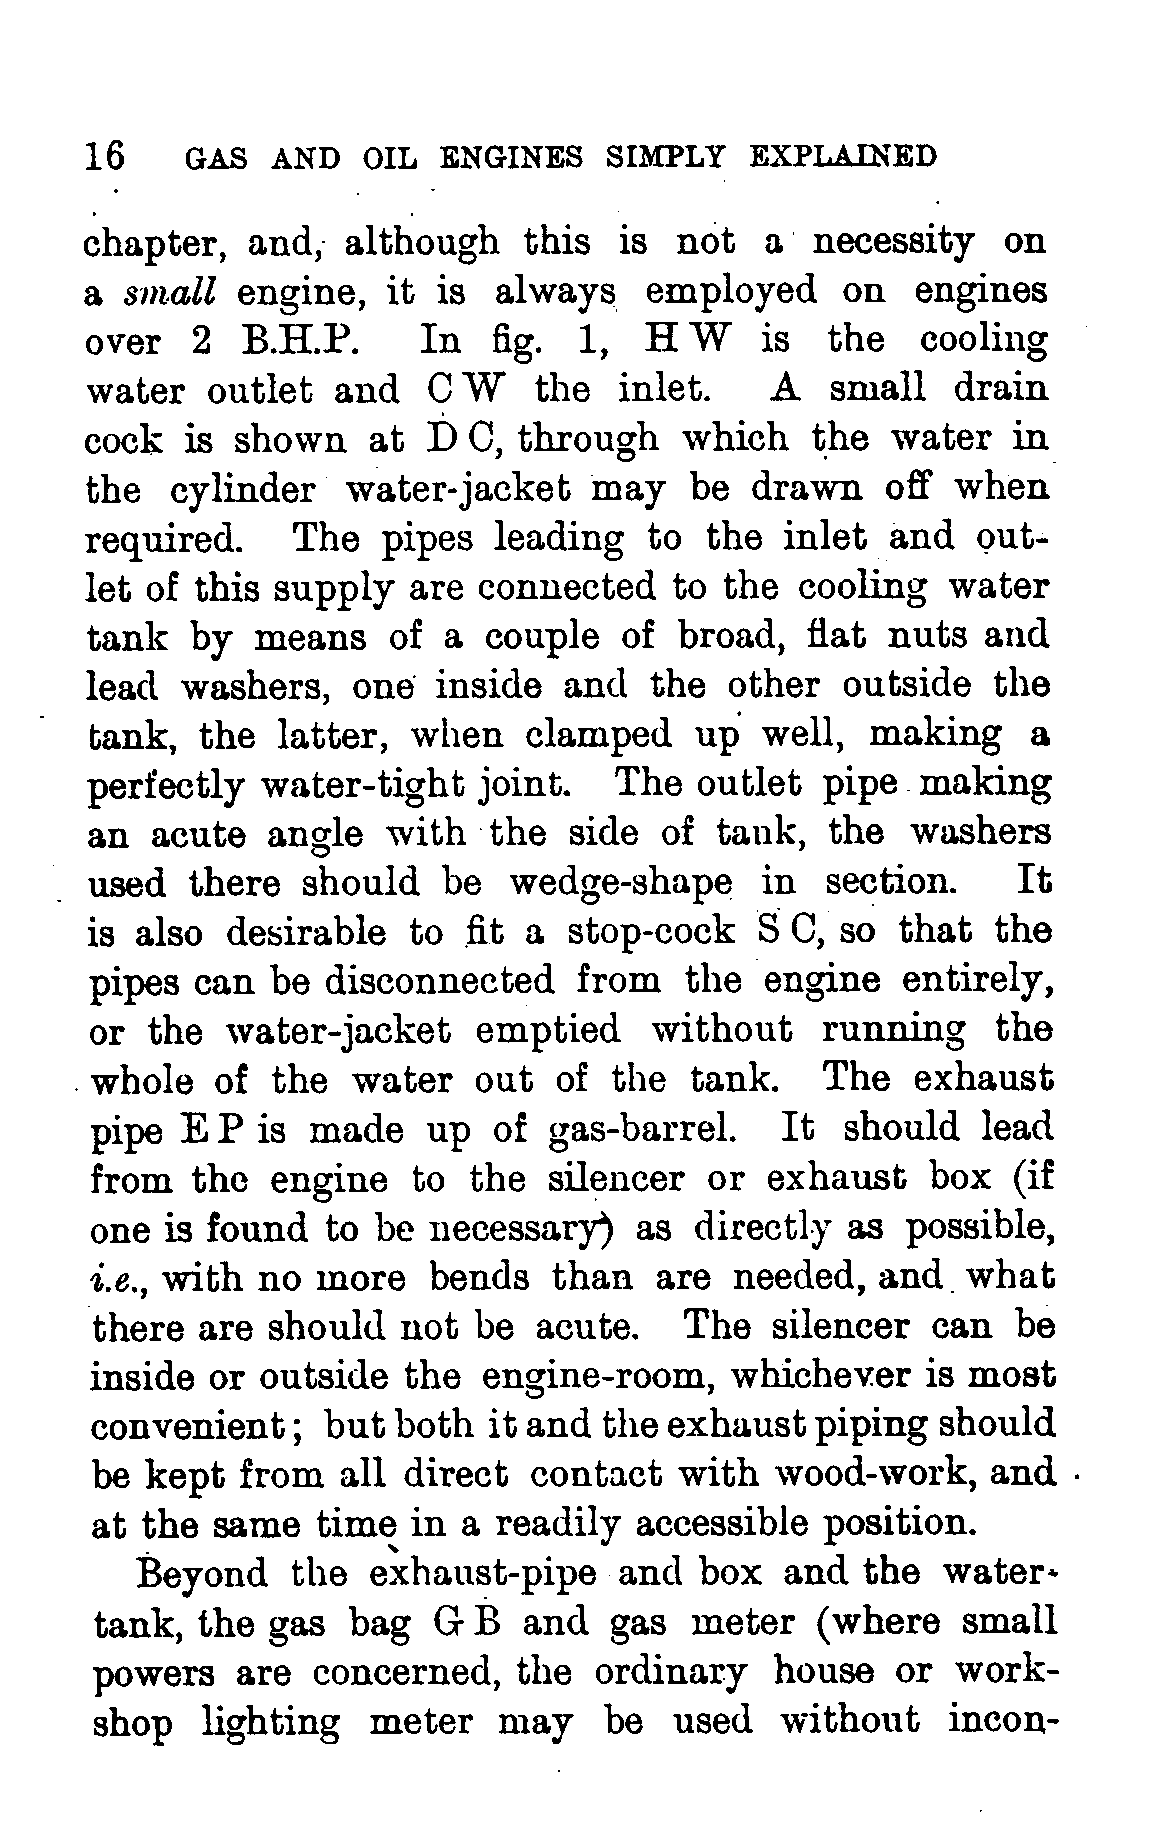 16 GAS AND OIL ENGINES SIMPLY EXPLAINED
chapter, and, although this is not a necessity on
a small engine, it is always employed on engines
over 2 B.H.P. In fig. 1, H W is the cooling
water outlet and C W the inlet. A small drain
cock is shown at D C, through which the water in
the cylinder water-jacket may be drawn off when
required. The pipes leading to the inlet and out-
let of this supply are connected to the cooling water
tank by means of a couple of broad, flat nuts and
lead washers, one inside and the other outside the
tank, the latter, when clamped up well, making a
perfectly water-tight joint. The outlet pipe making
an acute angle with the side of tank, the washers
used there should be wedge-shape in section. It
is also desirable to fit a stop-cock S C, so that the
pipes can be disconnected from the engine entirely,
or the water-jacket emptied without running the
whole of the water out of the tank. The exhaust
pipe E P is made up of gas-barrel. It should lead
from the engine to the silencer or exhaust box (if
one is found to be necessary) as directly as possible,
i.e., with no more bends than are needed, and what
there are should not be acute. The silencer can be
inside or outside the engine-room, whichever is most
convenient; but both it and the exhaust piping should
be kept from all direct contact with wood-work, and
at the same time in a readily accessible position.
Beyond the exhaust-pipe and box and the water-
tank, the gas bag G B and gas meter (where small
powers are concerned, the ordinary house or work-
shop lighting meter may be used without incon-